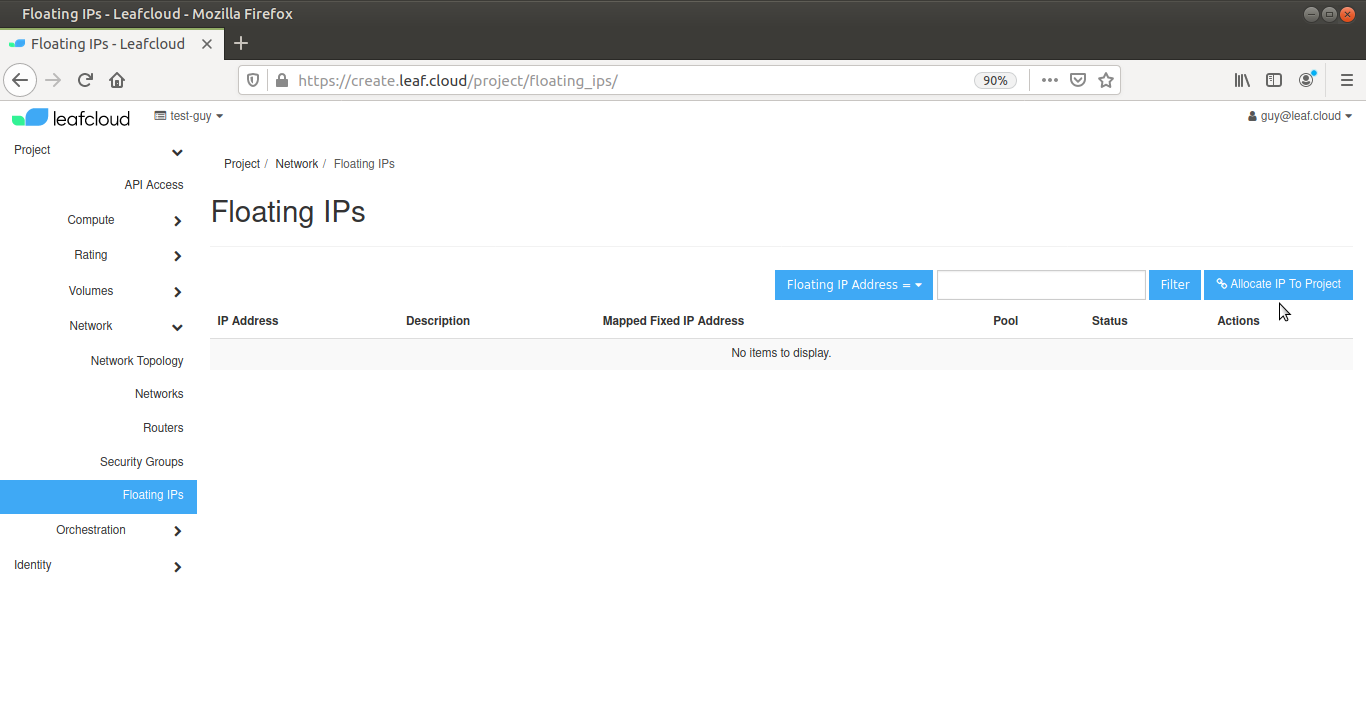 Floating IPs - Leafcloud - Mozilla Firefox
Floating IPs - Leafcloud
https://create.leaf.cloud/project/floating_ips/
90%
leafcloud
test-guy
guy@leaf.cloud
Project
API Access
Compute
Rating
Volumes
Network
Network Topology
Networks
Routers
Security Groups
Floating IPs
Orchestration
Identity
Project / Network / Floating IPs
Floating IPs
Floating IP Address = Filter Allocate IP To Project
IP Address Description Mapped Fixed IP Address Pool Status Actions
No items to display.